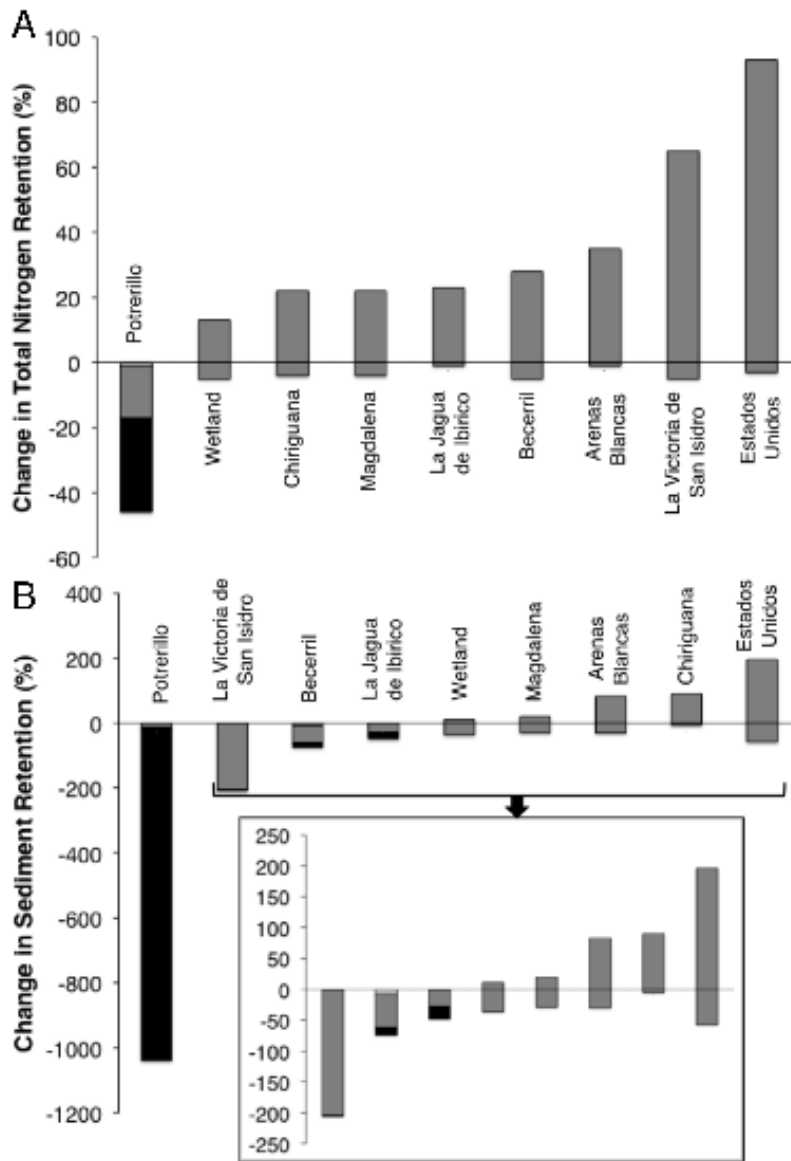 A
Change in Total Nitrogen Retention (%)
100
80
60
40
20
0
-20
-40
-60
Potrerillo
Wetland
Chiriguana
Magdalena
La Jagua
de Ibirico
Becerril
Arenas
Blancas
La Victoria de
San Isidro
Estados
Unidos
B
Change in Sediment Retention (%)
400
200
0
-200
-400
-600
-800
-1000
-1200
Potrerillo
La Victoria de
San Isidro
Becerril
La Jagua
de Ibirico
Wetland
Magdalena
Arenas
Blancas
Chiriguana
Estados
Unidos
250
200
150
100
50
0
-50
-100
-150
-200
-250